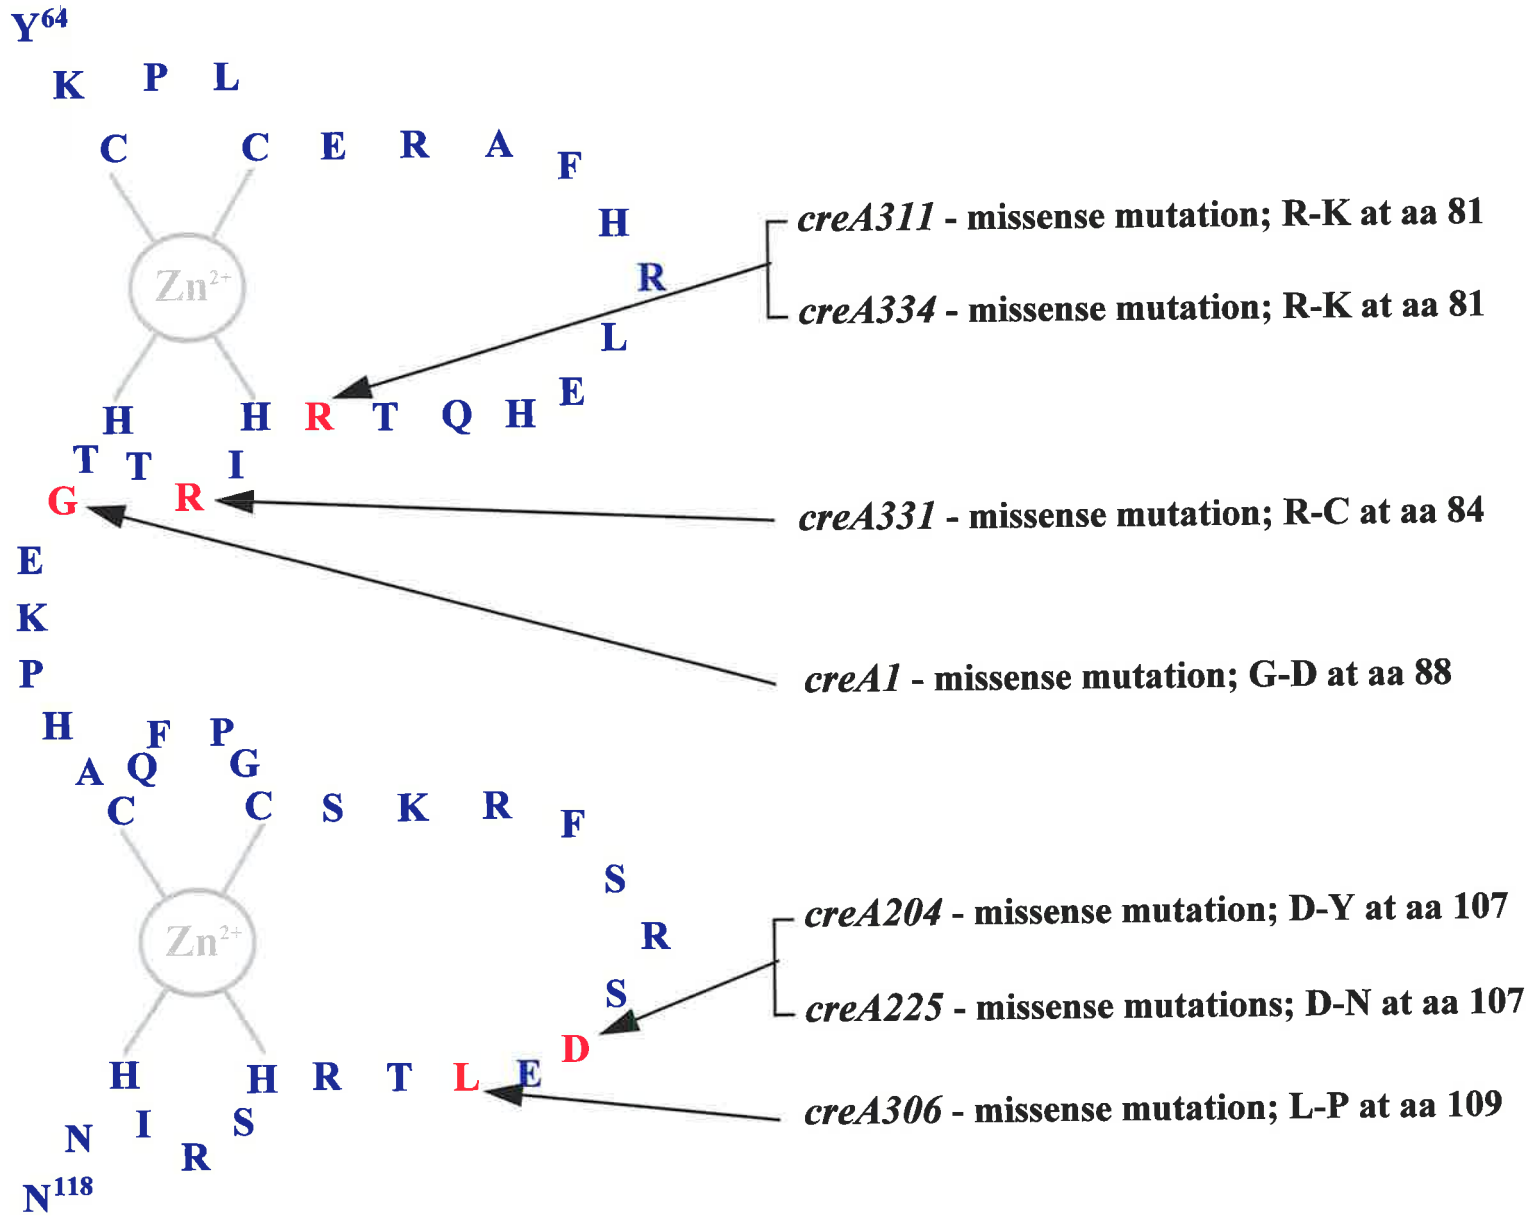 Y⁶⁴
K P L
C C E R A F
H
creA311 - missense mutation; R-K at aa 81
R
Zn²⁺
creA334 - missense mutation; R-K at aa 81
L
E
H H R T Q H
T T I
G R
creA331 - missense mutation; R-C at aa 84
E
K
P
creA1 - missense mutation; G-D at aa 88
H F P
A Q G
C C S K R F
S
creA204 - missense mutation; D-Y at aa 107
R
Zn²⁺
S
creA225 - missense mutations; D-N at aa 107
D
H H R T L E
creA306 - missense mutation; L-P at aa 109
N I S
R
N¹¹⁸